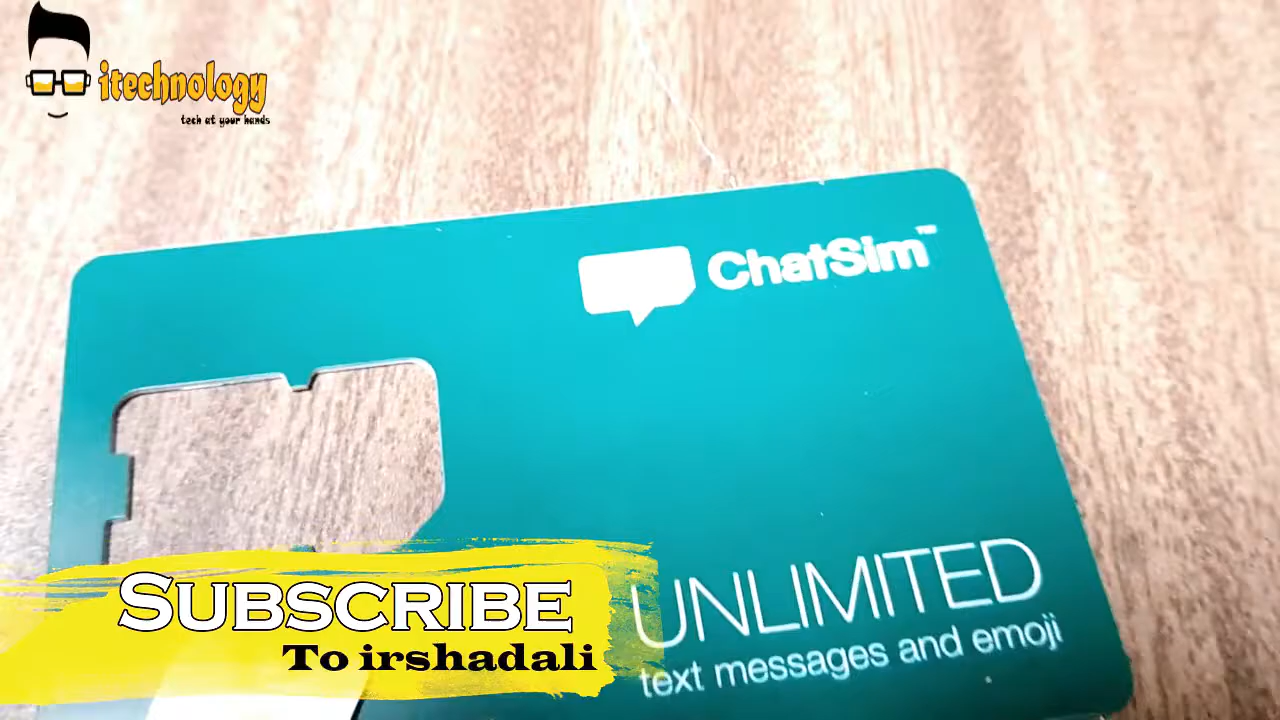 itechnology
tech at your hands
ChatSim™
UNLIMITED
text messages and emoji
SUBSCRIBE
To irshadali